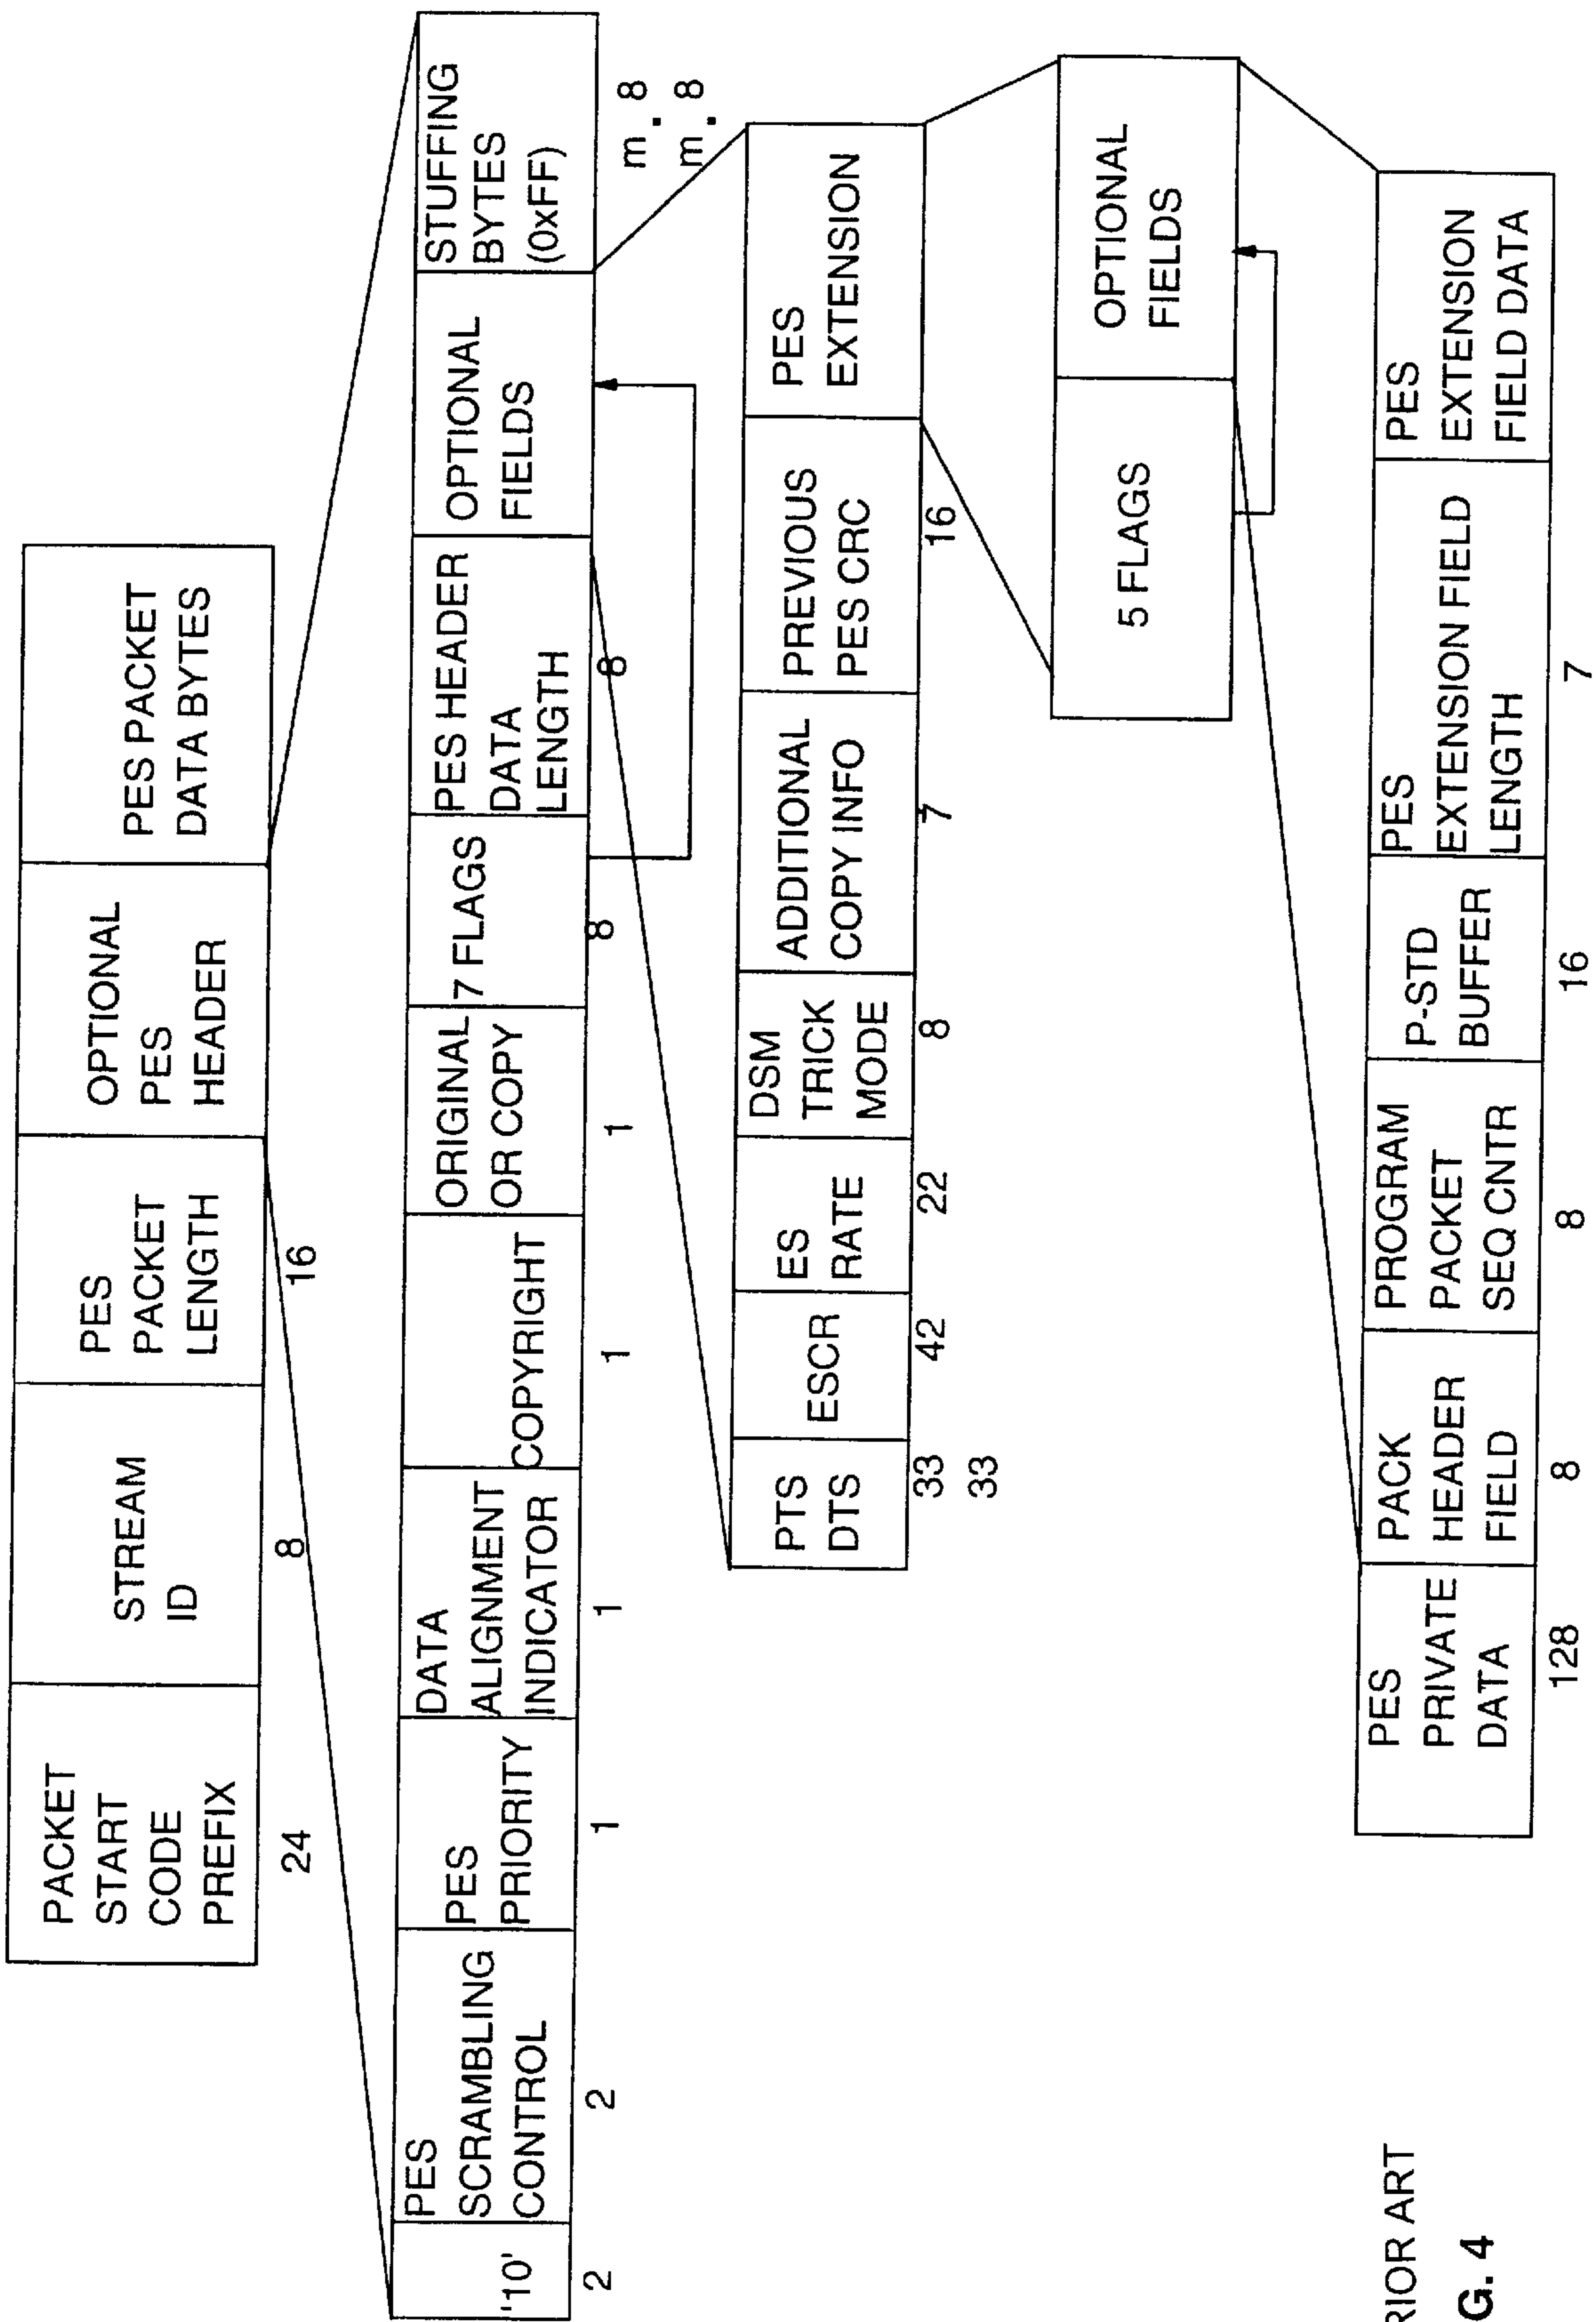 PACKET
START
CODE
PREFIX
STREAM
ID
PES
PACKET
LENGTH
OPTIONAL
PES
HEADER
PES PACKET
DATA BYTES
24
8
16
'10'
PES
SCRAMBLING
CONTROL
PES
PRIORITY
DATA
ALIGNMENT
INDICATOR
COPYRIGHT
ORIGINAL
OR COPY
7 FLAGS
PES HEADER
DATA
LENGTH
OPTIONAL
FIELDS
STUFFING
BYTES
(0xFF)
2
2
1
1
1
1
8
8
m . 8
m . 8
PTS
DTS
ESCR
ES
RATE
DSM
TRICK
MODE
ADDITIONAL
COPY INFO
PREVIOUS
PES CRC
PES
EXTENSION
33
33
42
22
8
7
16
5 FLAGS
OPTIONAL
FIELDS
PES
PRIVATE
DATA
PACK
HEADER
FIELD
PROGRAM
PACKET
SEQ CNTR
P-STD
BUFFER
PES
EXTENSION FIELD
LENGTH
PES
EXTENSION
FIELD DATA
128
8
8
16
7
RIOR ART
G. 4